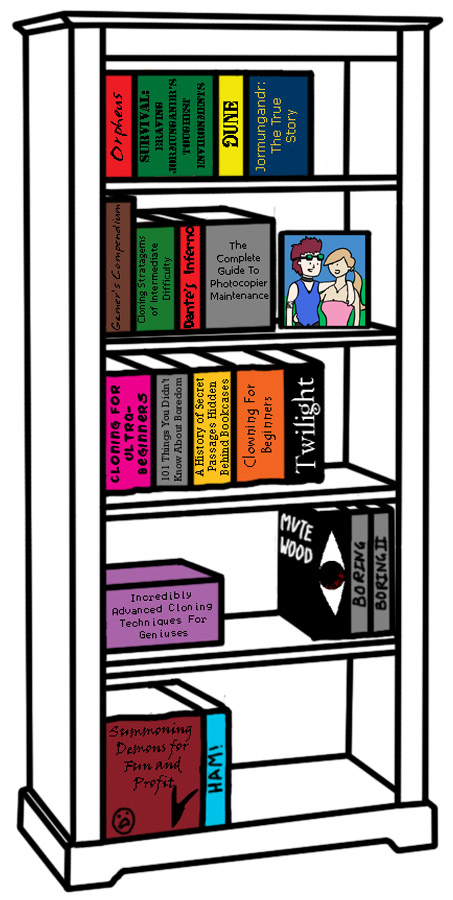 Orpheus
SURVIVAL:
BRAVING
JORMUNGANDR'S
TOUGHEST
ENVIRONMENTS
DUNE
Jormungandr:
The True
Story
Gamer's Compendium
Cloning Stratagems
of Intermediate
Difficulty
Dante's Inferno
The
Complete
Guide To
Photocopier
Maintenance
CLONING FOR
ULTRA-
BEGINNERS
101 Things You Didn't
Know About Boredom
A History of Secret
Passages Hidden
Behind Bookcases
Clowning For
Beginners
Twilight
Incredibly
Advanced Cloning
Techniques For
Geniuses
MVTE
WOOD
BORING
BORING II
Summoning
Demons for
Fun and
Profit
HAM!